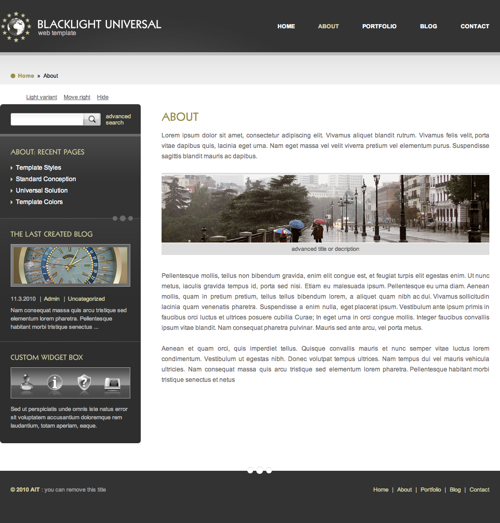 BLACKLIGHT UNIVERSAL
web template
HOME ABOUT PORTFOLIO BLOG CONTACT
Home » About
Light varient Move right Hide
advanced
search
ABOUT: RECENT PAGES
Template Styles
Standard Conception
Universal Solution
Template Colors
THE LAST CREATED BLOG
11.3.2010 | Admin | Uncategorized
Nam consequat massa quis arcu tristique sed
elementum lorem pharetra. Pellentesque
habitant morbi tristique senectus ...
CUSTOM WIDGET BOX
Sed ut perspiciatis unde omnis iste natus error
sit voluptatem accusantium doloremque rem
laudantium, totam aperiam, eaque.
ABOUT
Lorem ipsum dolor sit amet, consectetur adipiscing elit. Vivamus aliquet blandit rutrum. Vivamus felis velit, porta
vitae dapibus quis, lacinia eget urna. Nam eget massa vel velit viverra pretium vel elementum purus. Suspendisse
sagittis blandit mauris ac dapibus.
advanced title or decription
Pellentesque mollis, tellus non bibendum gravida, enim elit congue est, et feugiat turpis elit egestas enim. Ut nunc
metus, iaculis gravida tempus id, porta sed nisi. Etiam eu malesuada ipsum. Pellentesque eu urna diam. Aenean
mollis, quam in pretium pretium, tellus tellus bibendum lorem, a aliquet quam nibh ac dui. Vivamus sollicitudin
lacinia quam venenatis pharetra. Suspendisse a enim nulla, eget placerat ipsum. Vestibulum ante ipsum primis in
faucibus orci luctus et ultrices posuere cubilia Curae; In eget urna in orci congue mollis. Integer faucibus convallis
ipsum vitae blandit. Nam consequat pharetra pulvinar. Mauris sed ante arcu, vel porta metus.
Aenean et quam orci, quis imperdiet tellus. Quisque convallis mauris et nunc semper vitae luctus lorem
condimentum. Vestibulum ut egestas nibh. Donec volutpat tempus ultrices. Nam tempus dui vel mauris vehicula
ultricies. Nam consequat massa quis arcu tristique sed elementum lorem pharetra. Pellentesque habitant morbi
tristique senectus et netus
© 2010 AIT : you can remove this title
Home | About | Portfolio | Blog | Contact